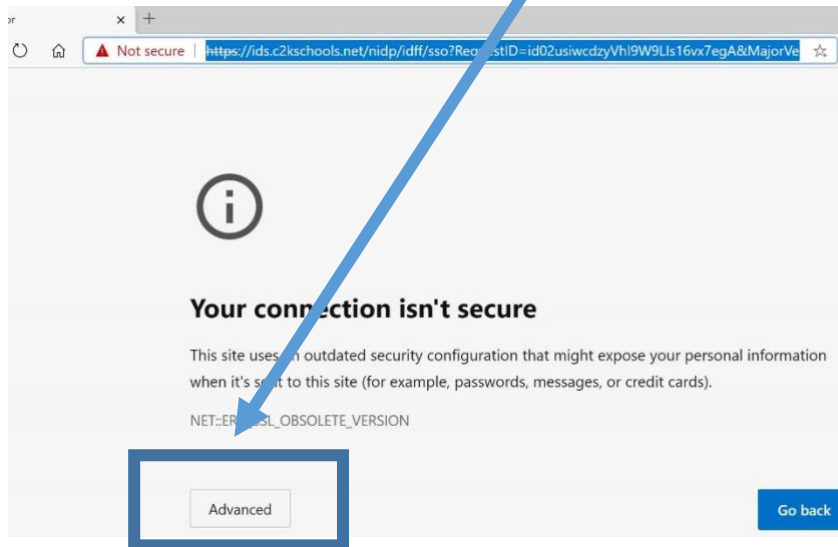 or × +
Not secure | https://ids.c2kschools.net/nidp/idff/sso?RequestID=id02usiwcdzyVhI9W9LIs16vx7egA&MajorVe
Your connection isn't secure
This site uses an outdated security configuration that might expose your personal information
when it's sent to this site (for example, passwords, messages, or credit cards).
NET::ERR_SSL_OBSOLETE_VERSION
Advanced
Go back